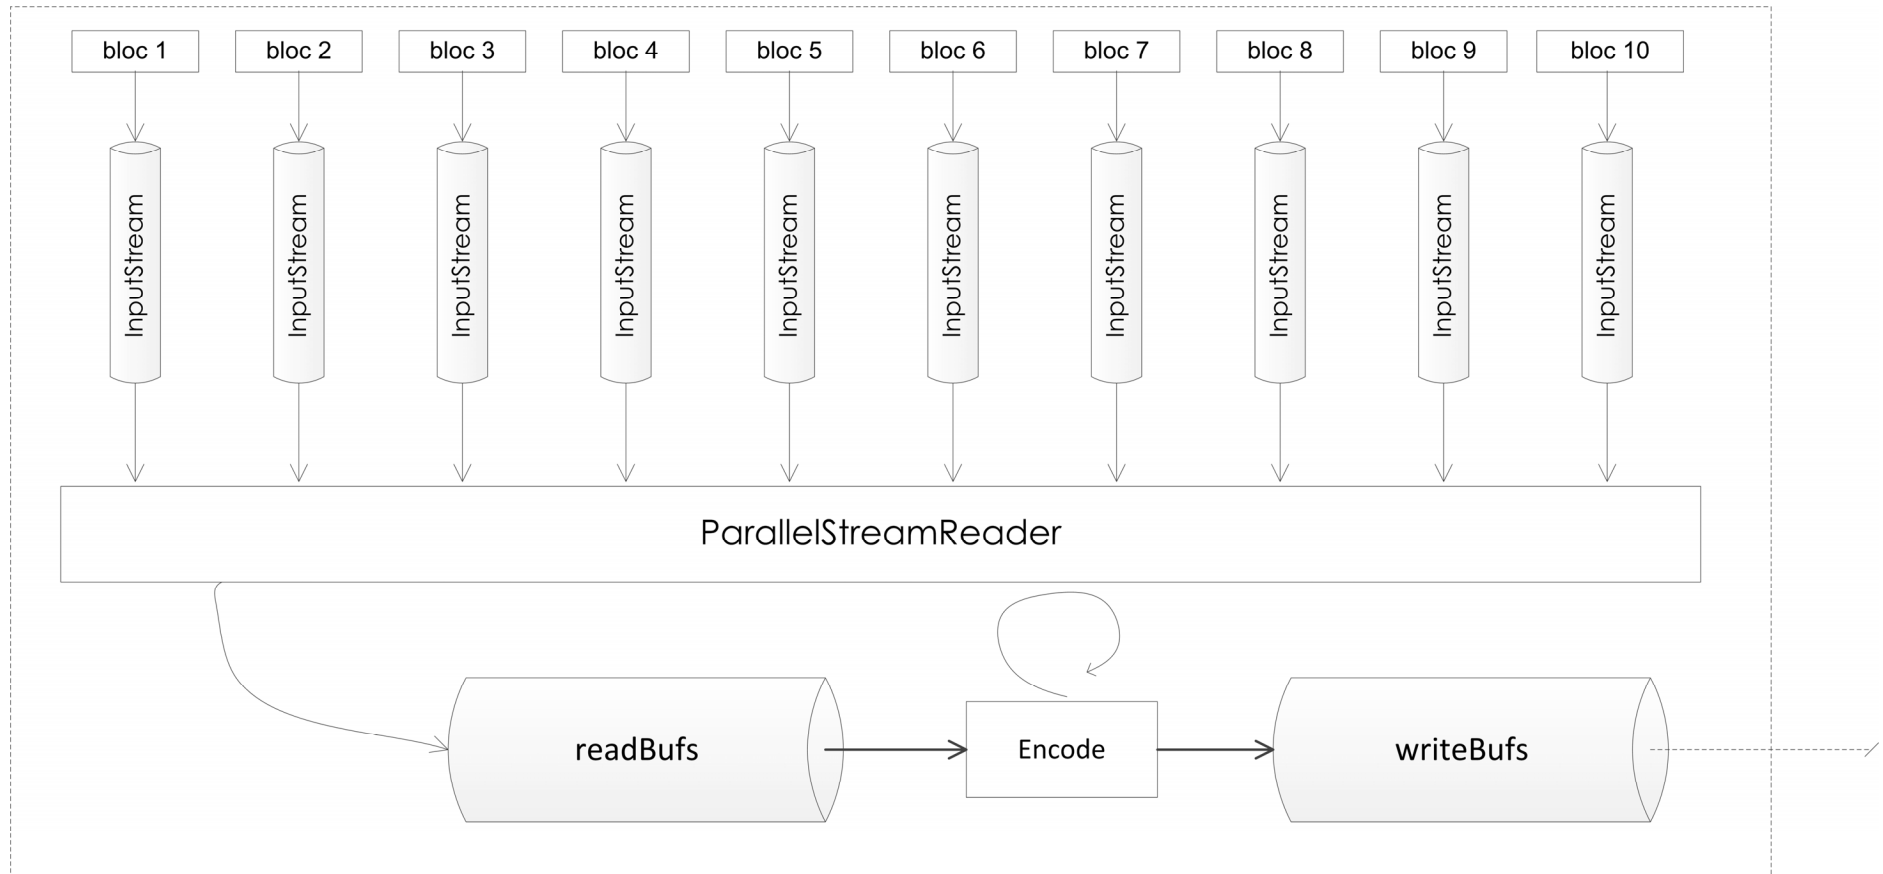 bloc 1 bloc 2 bloc 3 bloc 4 bloc 5 bloc 6 bloc 7 bloc 8 bloc 9 bloc 10
InputStream InputStream InputStream InputStream InputStream InputStream InputStream InputStream InputStream InputStream
ParallelStreamReader
readBufs Encode writeBufs